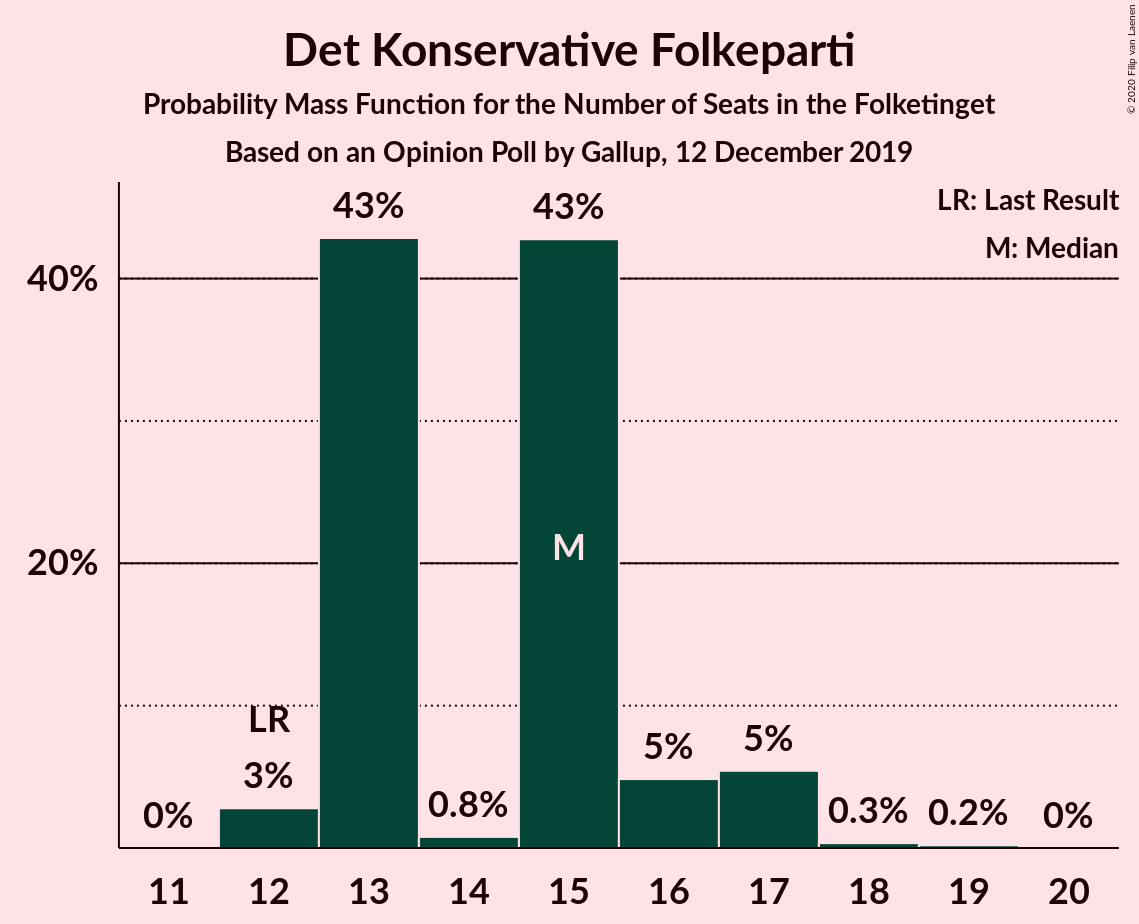 Det Konservative Folkeparti
Probability Mass Function for the Number of Seats in the Folketinget
Based on an Opinion Poll by Gallup, 12 December 2019
© 2020 Filip van Laenen
LR: Last Result
M: Median
40%
20%
0%
LR
3%
43%
0.8%
43%
M
5%
5%
0.3%
0.2%
0%
11 12 13 14 15 16 17 18 19 20